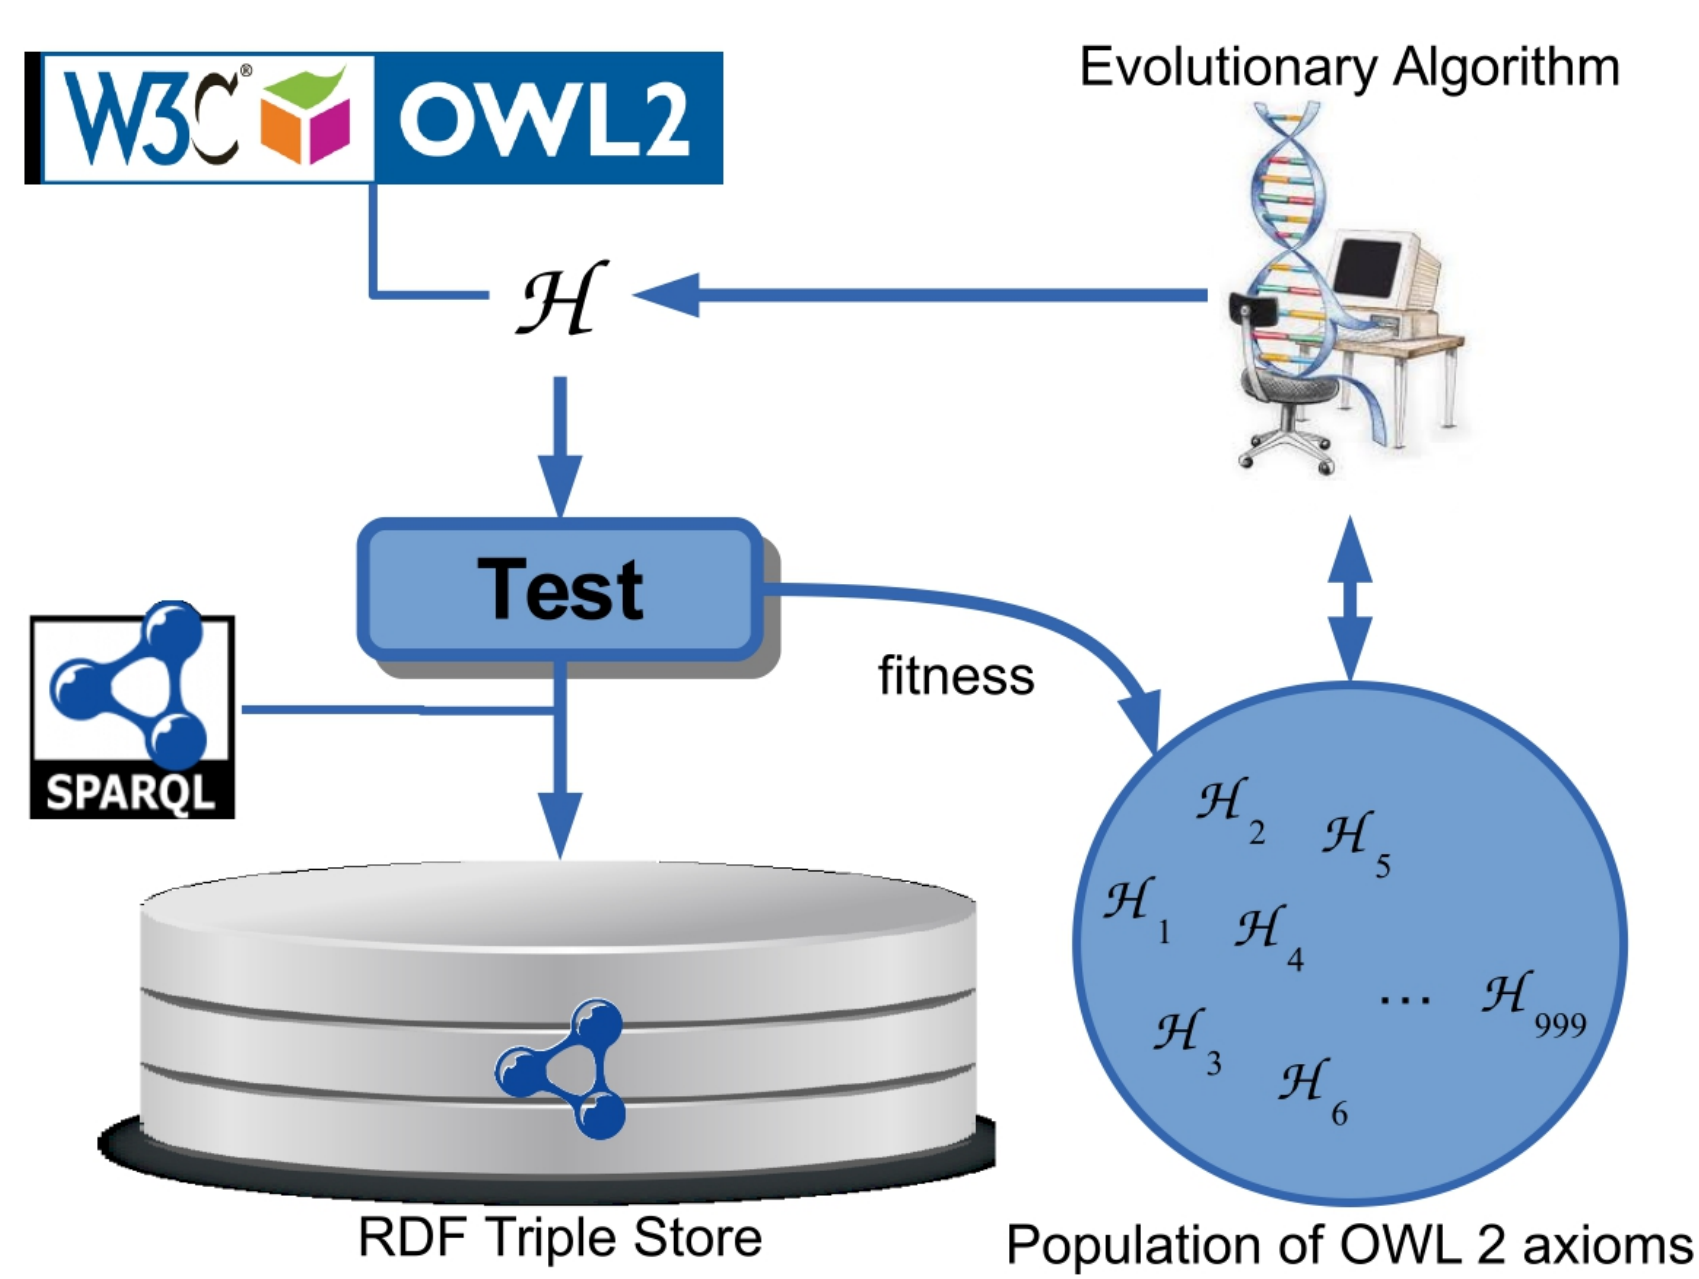 W3C® OWL2
Evolutionary Algorithm
ℋ
Test
fitness
SPARQL
ℋ2
ℋ5
ℋ1
ℋ4
… ℋ999
ℋ3
ℋ6
RDF Triple Store
Population of OWL 2 axioms